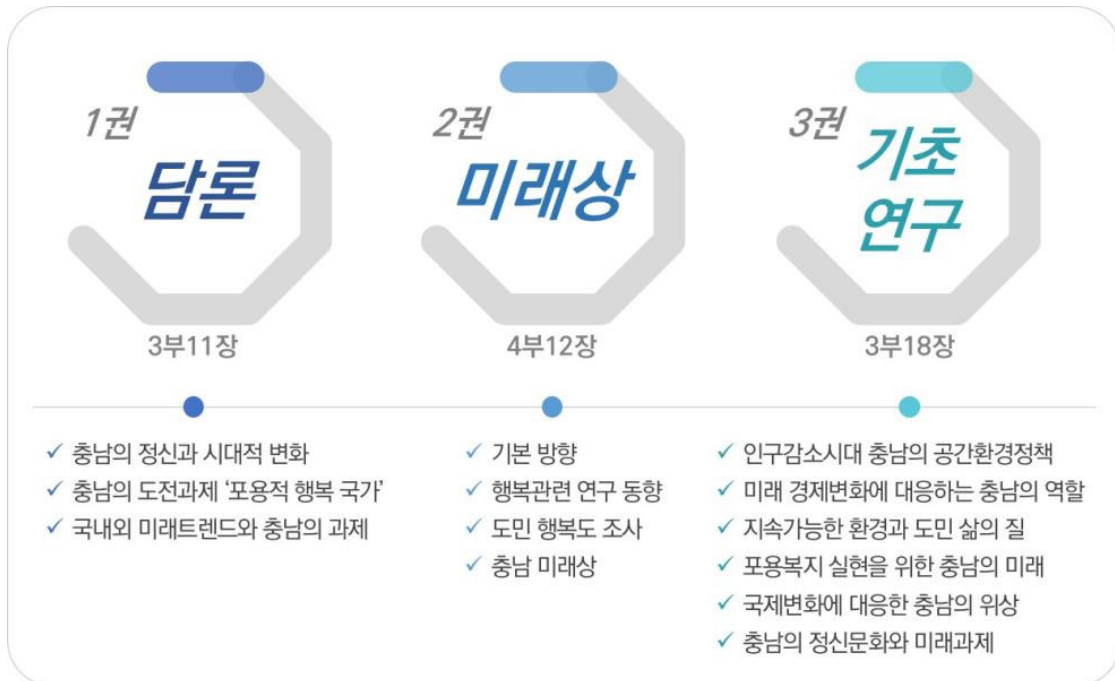 1권
담론
3부11장
충남의 정신과 시대적 변화
충남의 도전과제 '포용적 행복 국가'
국내외 미래트렌드와 충남의 과제
2권
미래상
4부12장
기본 방향
행복관련 연구 동향
도민 행복도 조사
충남 미래상
3권
기초
연구
3부18장
인구감소시대 충남의 공간환경정책
미래 경제변화에 대응하는 충남의 역할
지속가능한 환경과 도민 삶의 질
포용복지 실현을 위한 충남의 미래
국제변화에 대응한 충남의 위상
충남의 정신문화와 미래과제